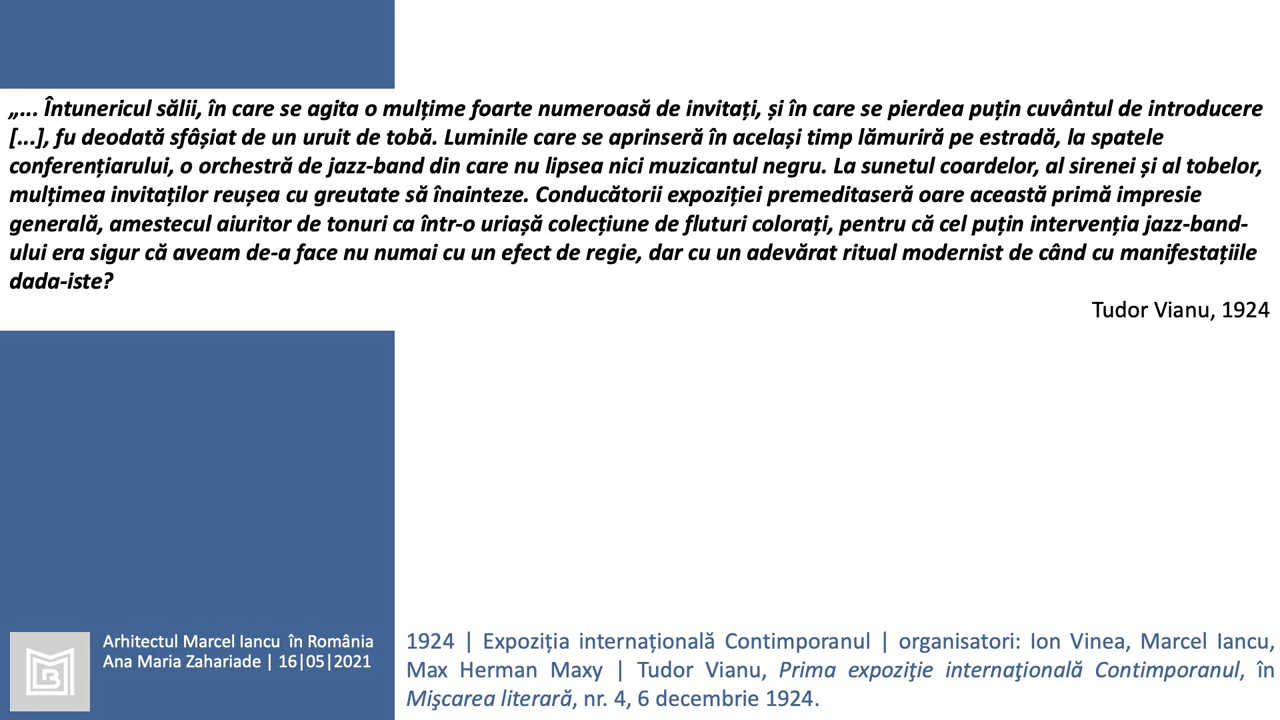 „... Întunericul sălii, în care se agita o mulțime foarte numeroasă de invitați, și în care se pierdea puțin cuvântul de introducere
[...], fu deodată sfâșiat de un uruit de tobă. Luminile care se aprinseră în același timp lămuriră pe estradă, la spatele
conferențiarului, o orchestră de jazz-band din care nu lipsea nici muzicantul negru. La sunetul coardelor, al sirenei și al tobelor,
mulțimea invitaților reușea cu greutate să înainteze. Conducătorii expoziției premeditaseră oare această primă impresie
generală, amestecul aiuritor de tonuri ca într-o uriașă colecțiune de fluturi colorați, pentru că cel puțin intervenția jazz-band-
ului era sigur că aveam de-a face nu numai cu un efect de regie, dar cu un adevărat ritual modernist de când cu manifestațiile
dada-iste?
Tudor Vianu, 1924
Arhitectul Marcel Iancu în România
Ana Maria Zahariade | 16|05|2021
1924 | Expoziția internațională Contimporanul | organisatori: Ion Vinea, Marcel Iancu,
Max Herman Maxy | Tudor Vianu, Prima expoziţie internaţională Contimporanul, în
Mişcarea literară, nr. 4, 6 decembrie 1924.